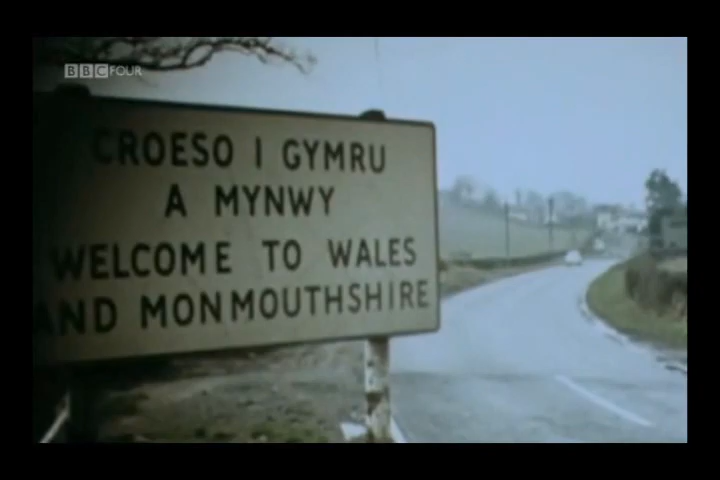 BBC FOUR
CROESO I GYMRU
A MYNWY
WELCOME TO WALES
AND MONMOUTHSHIRE